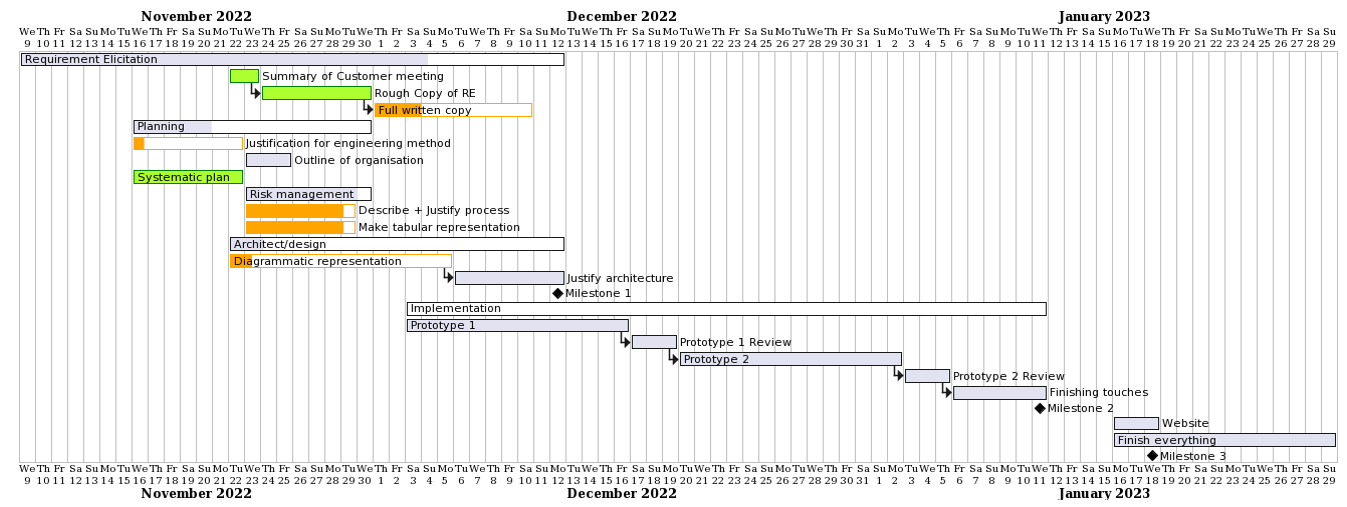 November 2022 December 2022 January 2023
We Th Fr Sa Su Mo Tu We Th Fr Sa Su Mo Tu We Th Fr Sa Su Mo Tu We Th Fr Sa Su Mo Tu We Th Fr Sa Su Mo Tu We Th Fr Sa Su Mo Tu We Th Fr Sa Su Mo Tu We Th Fr Sa Su Mo Tu We Th Fr Sa Su Mo Tu We Th Fr Sa Su Mo Tu We Th Fr Sa Su Mo Tu We Th Fr Sa Su
9 10 11 12 13 14 15 16 17 18 19 20 21 22 23 24 25 26 27 28 29 30 1 2 3 4 5 6 7 8 9 10 11 12 13 14 15 16 17 18 19 20 21 22 23 24 25 26 27 28 29 30 31 1 2 3 4 5 6 7 8 9 10 11 12 13 14 15 16 17 18 19 20 21 22 23 24 25 26 27 28 29
Requirement Elicitation
Summary of Customer meeting
Rough Copy of RE
Full written copy
Planning
Justification for engineering method
Outline of organisation
Systematic plan
Risk management
Describe + Justify process
Make tabular representation
Architect/design
Diagrammatic representation
Justify architecture
Milestone 1
Implementation
Prototype 1
Prototype 1 Review
Prototype 2
Prototype 2 Review
Finishing touches
Milestone 2
Website
Finish everything
Milestone 3
We Th Fr Sa Su Mo Tu We Th Fr Sa Su Mo Tu We Th Fr Sa Su Mo Tu We Th Fr Sa Su Mo Tu We Th Fr Sa Su Mo Tu We Th Fr Sa Su Mo Tu We Th Fr Sa Su Mo Tu We Th Fr Sa Su Mo Tu We Th Fr Sa Su Mo Tu We Th Fr Sa Su Mo Tu We Th Fr Sa Su Mo Tu We Th Fr Sa Su
9 10 11 12 13 14 15 16 17 18 19 20 21 22 23 24 25 26 27 28 29 30 1 2 3 4 5 6 7 8 9 10 11 12 13 14 15 16 17 18 19 20 21 22 23 24 25 26 27 28 29 30 31 1 2 3 4 5 6 7 8 9 10 11 12 13 14 15 16 17 18 19 20 21 22 23 24 25 26 27 28 29
November 2022 December 2022 January 2023